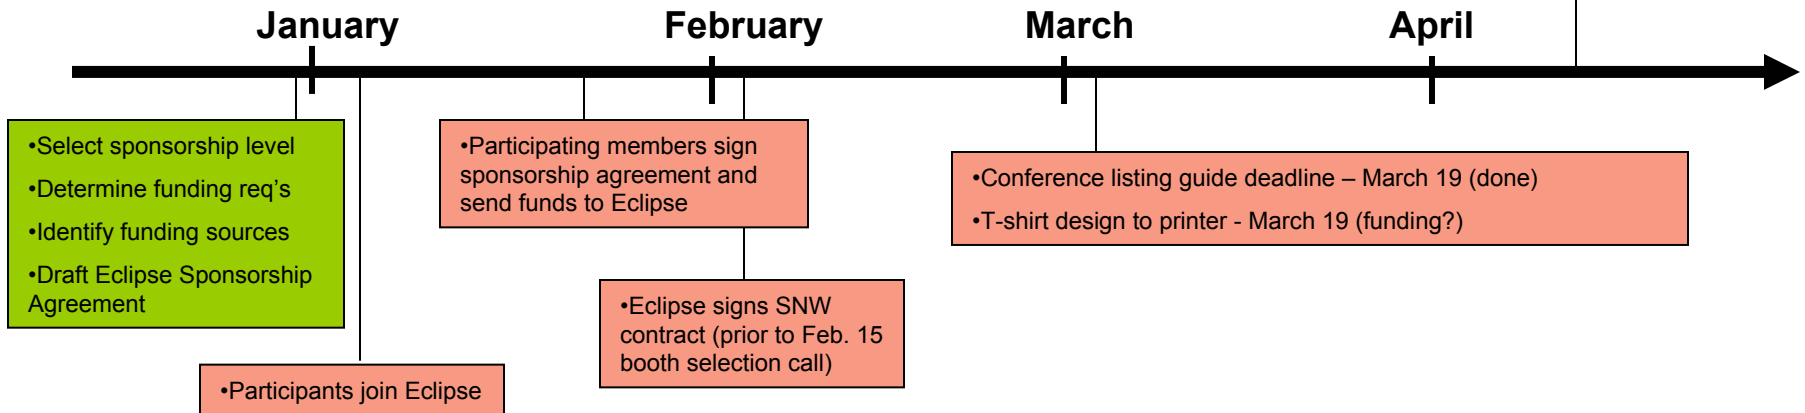 January
February
March
April
•Select sponsorship level
•Determine funding req’s
•Identify funding sources
•Draft Eclipse Sponsorship
Agreement
•Participants join Eclipse
•Participating members sign
sponsorship agreement and
send funds to Eclipse
•Eclipse signs SNW
contract (prior to Feb. 15
booth selection call)
•Conference listing guide deadline – March 19 (done)
•T-shirt design to printer - March 19 (funding?)